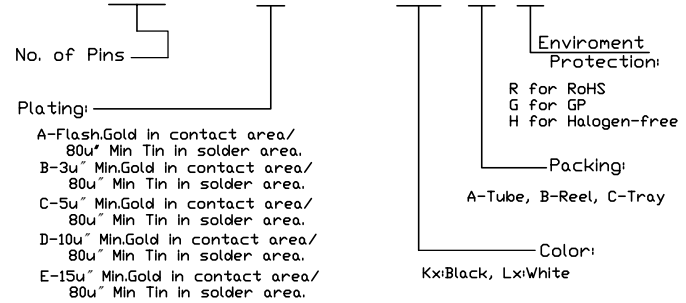 No. of Pins
Plating:
A-Flash.Gold in contact area/
80u" Min Tin in solder area.
B-3u" Min.Gold in contact area/
80u" Min Tin in solder area.
C-5u" Min.Gold in contact area/
80u" Min Tin in solder area.
D-10u" Min.Gold in contact area/
80u" Min Tin in solder area.
E-15u" Min.Gold in contact area/
80u" Min Tin in solder area.
Enviroment
Protection:
R for RoHS
G for GP
H for Halogen-free
Packing:
A-Tube, B-Reel, C-Tray
Color:
Kx:Black, Lx:White